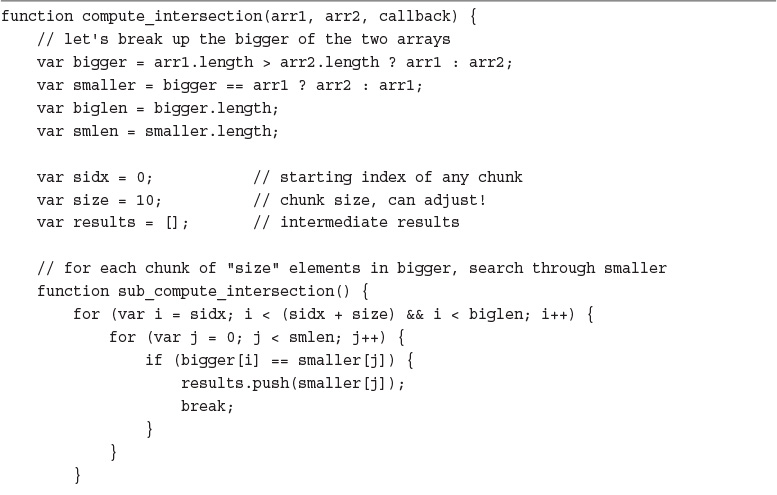 function compute_intersection(arr1, arr2, callback) {
    // let's break up the bigger of the two arrays
    var bigger = arr1.length > arr2.length ? arr1 : arr2;
    var smaller = bigger == arr1 ? arr2 : arr1;
    var biglen = bigger.length;
    var smlen = smaller.length;

    var sidx = 0;          // starting index of any chunk
    var size = 10;         // chunk size, can adjust!
    var results = [];      // intermediate results

    // for each chunk of "size" elements in bigger, search through smaller
    function sub_compute_intersection() {
        for (var i = sidx; i < (sidx + size) && i < biglen; i++) {
            for (var j = 0; j < smlen; j++) {
                if (bigger[i] == smaller[j]) {
                    results.push(smaller[j]);
                    break;
                }
            }
        }